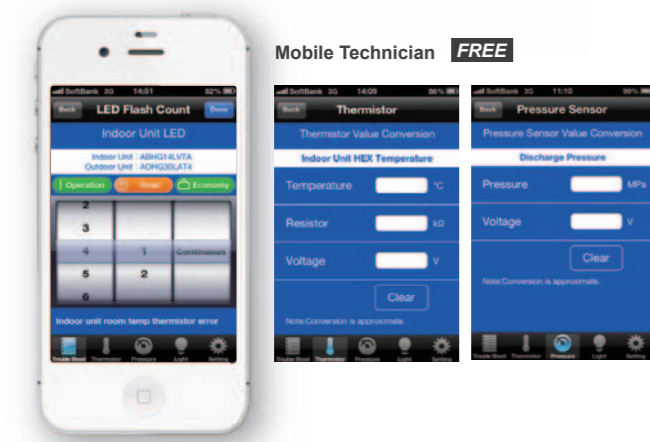 Mobile Technician FREE
SoftBank 3G 14:51 82%
Back LED Flash Count Done
Indoor Unit LED
Indoor Unit : ABHG14LVTA
Outdoor Unit : AOHG30LAT4
Operation Timer Economy
2
3
4 1 Continuous
5 2
6
Indoor unit room temp thermistor error
Trouble Shoot Thermistor Pressure Light Setting
SoftBank 3G 14:09 86%
Back Thermistor
Thermistor Value Conversion
Indoor Unit HEX Temperature
Temperature °C
Resistor kΩ
Voltage V
Clear
Note:Conversion is approximate.
Trouble Shoot Thermistor Pressure Light Setting
SoftBank 3G 11:10 99%
Back Pressure Sensor
Pressure Sensor Value Conversion
Discharge Pressure
Pressure MPa
Voltage V
Clear
Note:Conversion is approximate.
Trouble Shoot Thermistor Pressure Light Setting